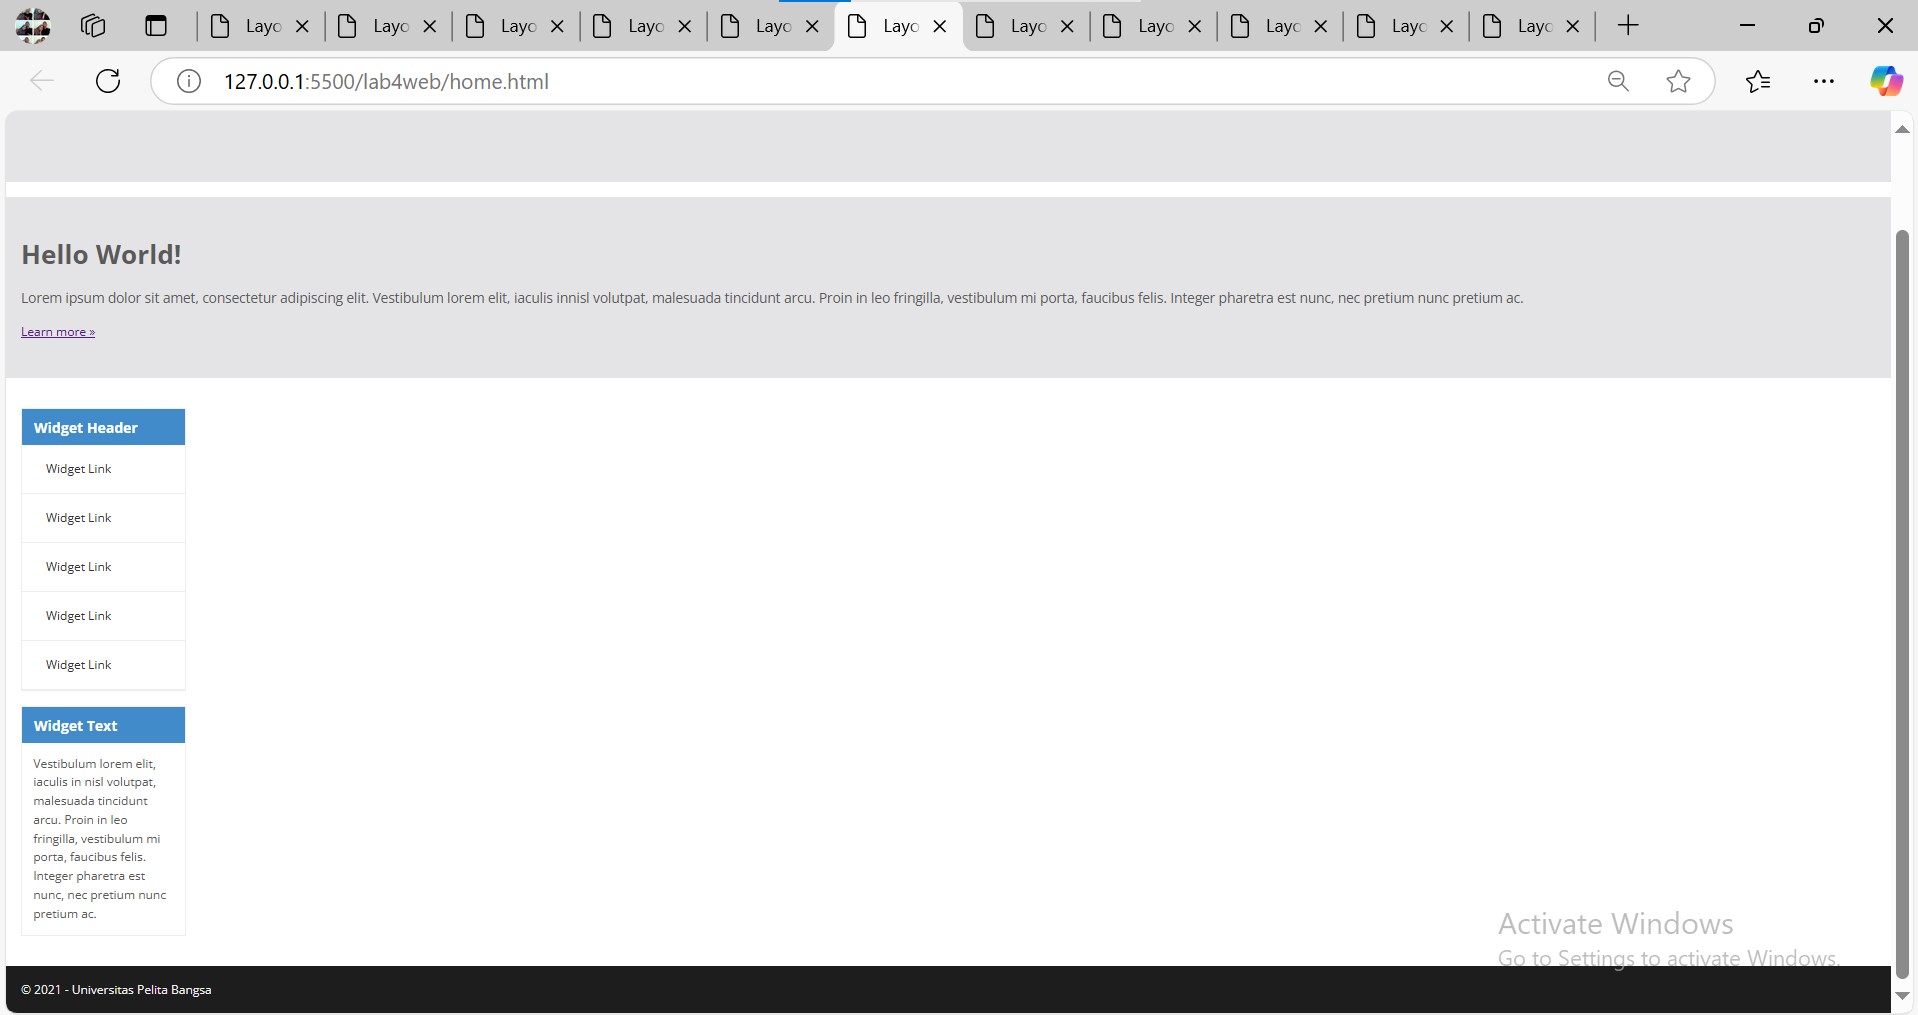 Layo Layo Layo Layo Layo Layo Layo Layo Layo Layo Layo
127.0.0.1:5500/lab4web/home.html
Hello World!
Lorem ipsum dolor sit amet, consectetur adipiscing elit. Vestibulum lorem elit, iaculis innisl volutpat, malesuada tincidunt arcu. Proin in leo fringilla, vestibulum mi porta, faucibus felis. Integer pharetra est nunc, nec pretium nunc pretium ac.
Learn more »
Widget Header
Widget Link
Widget Link
Widget Link
Widget Link
Widget Link
Widget Text
Vestibulum lorem elit,
iaculis in nisl volutpat,
malesuada tincidunt
arcu. Proin in leo
fringilla, vestibulum mi
porta, faucibus felis.
Integer pharetra est
nunc, nec pretium nunc
pretium ac.
Activate Windows
Go to Settings to activate Windows.
© 2021 - Universitas Pelita Bangsa